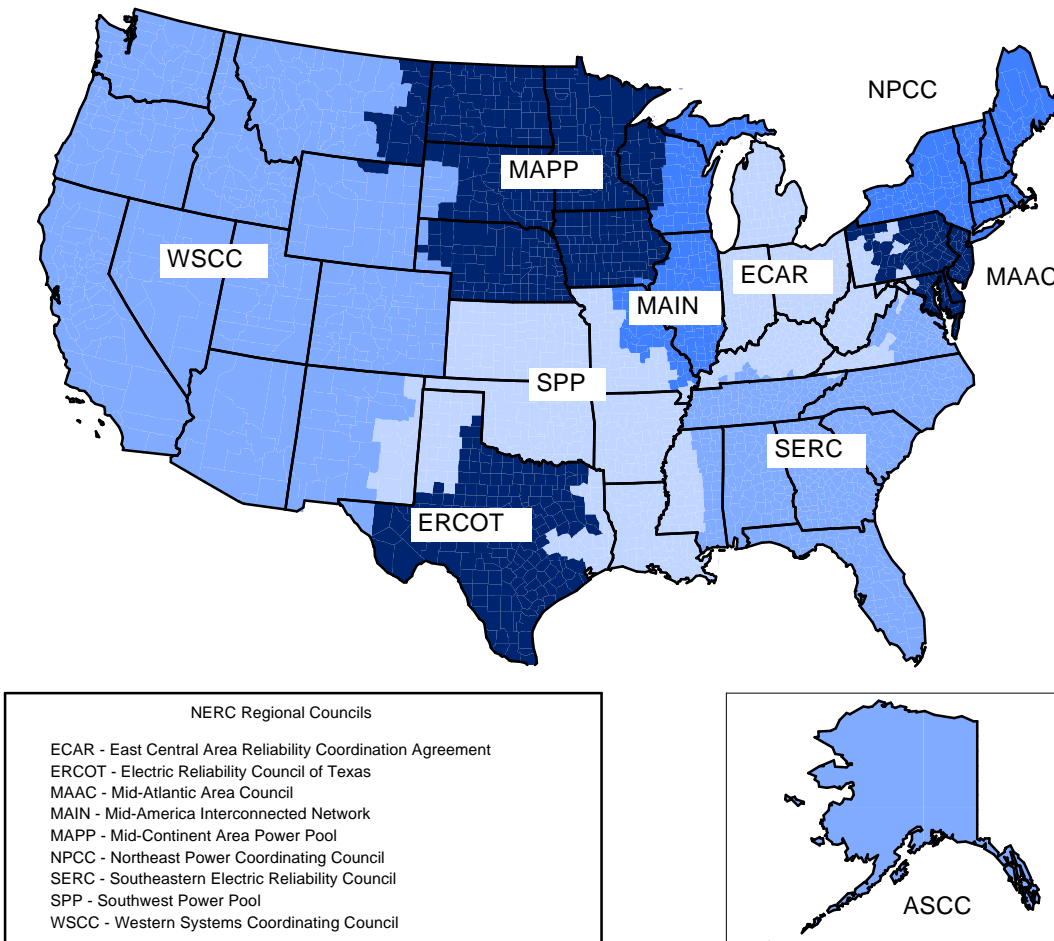 NPCC
MAPP
WSCC
ECAR
MAAC
MAIN
SPP
SERC
ERCOT
NERC Regional Councils
ECAR - East Central Area Reliability Coordination Agreement
ERCOT - Electric Reliability Council of Texas
MAAC - Mid-Atlantic Area Council
MAIN - Mid-America Interconnected Network
MAPP - Mid-Continent Area Power Pool
NPCC - Northeast Power Coordinating Council
SERC - Southeastern Electric Reliability Council
SPP - Southwest Power Pool
WSCC - Western Systems Coordinating Council
ASCC